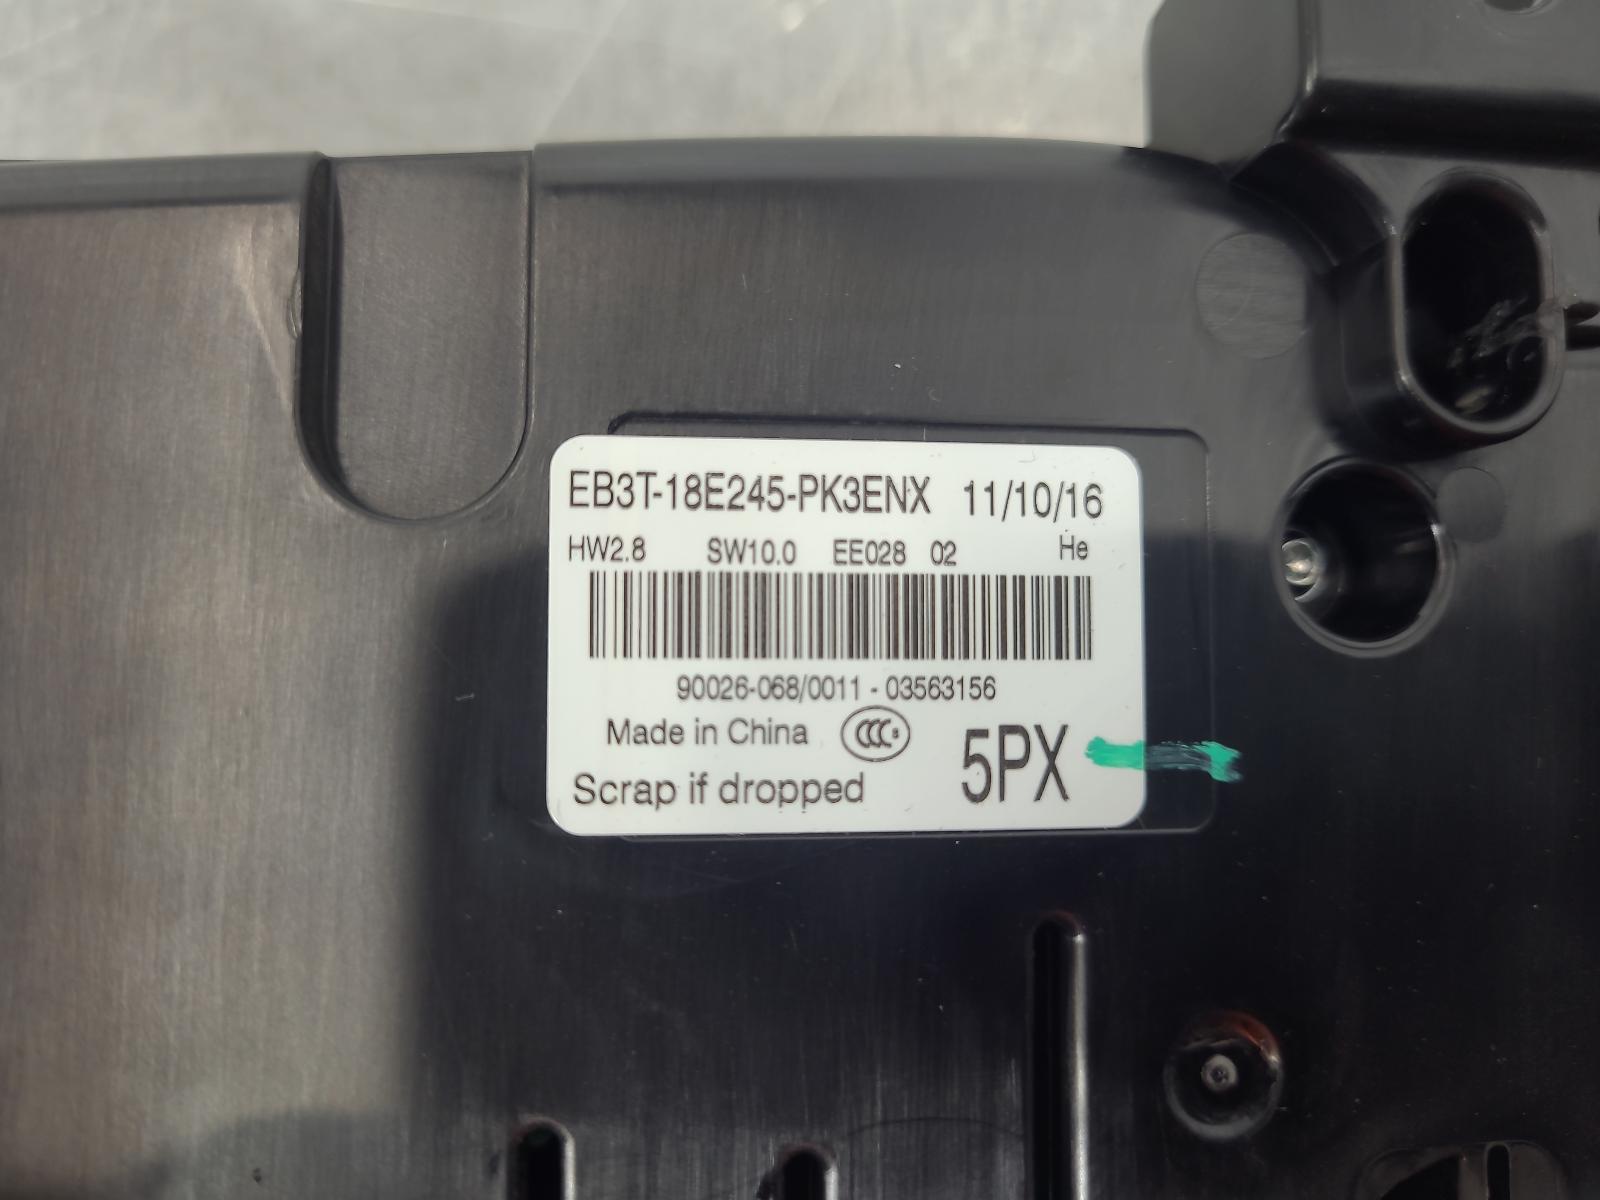 EB3T-18E245-PK3ENX 11/10/16
HW2.8 SW10.0 EE028 02 He
90026-068/0011 - 03563156
Made in China CCC S
Scrap if dropped 5PX